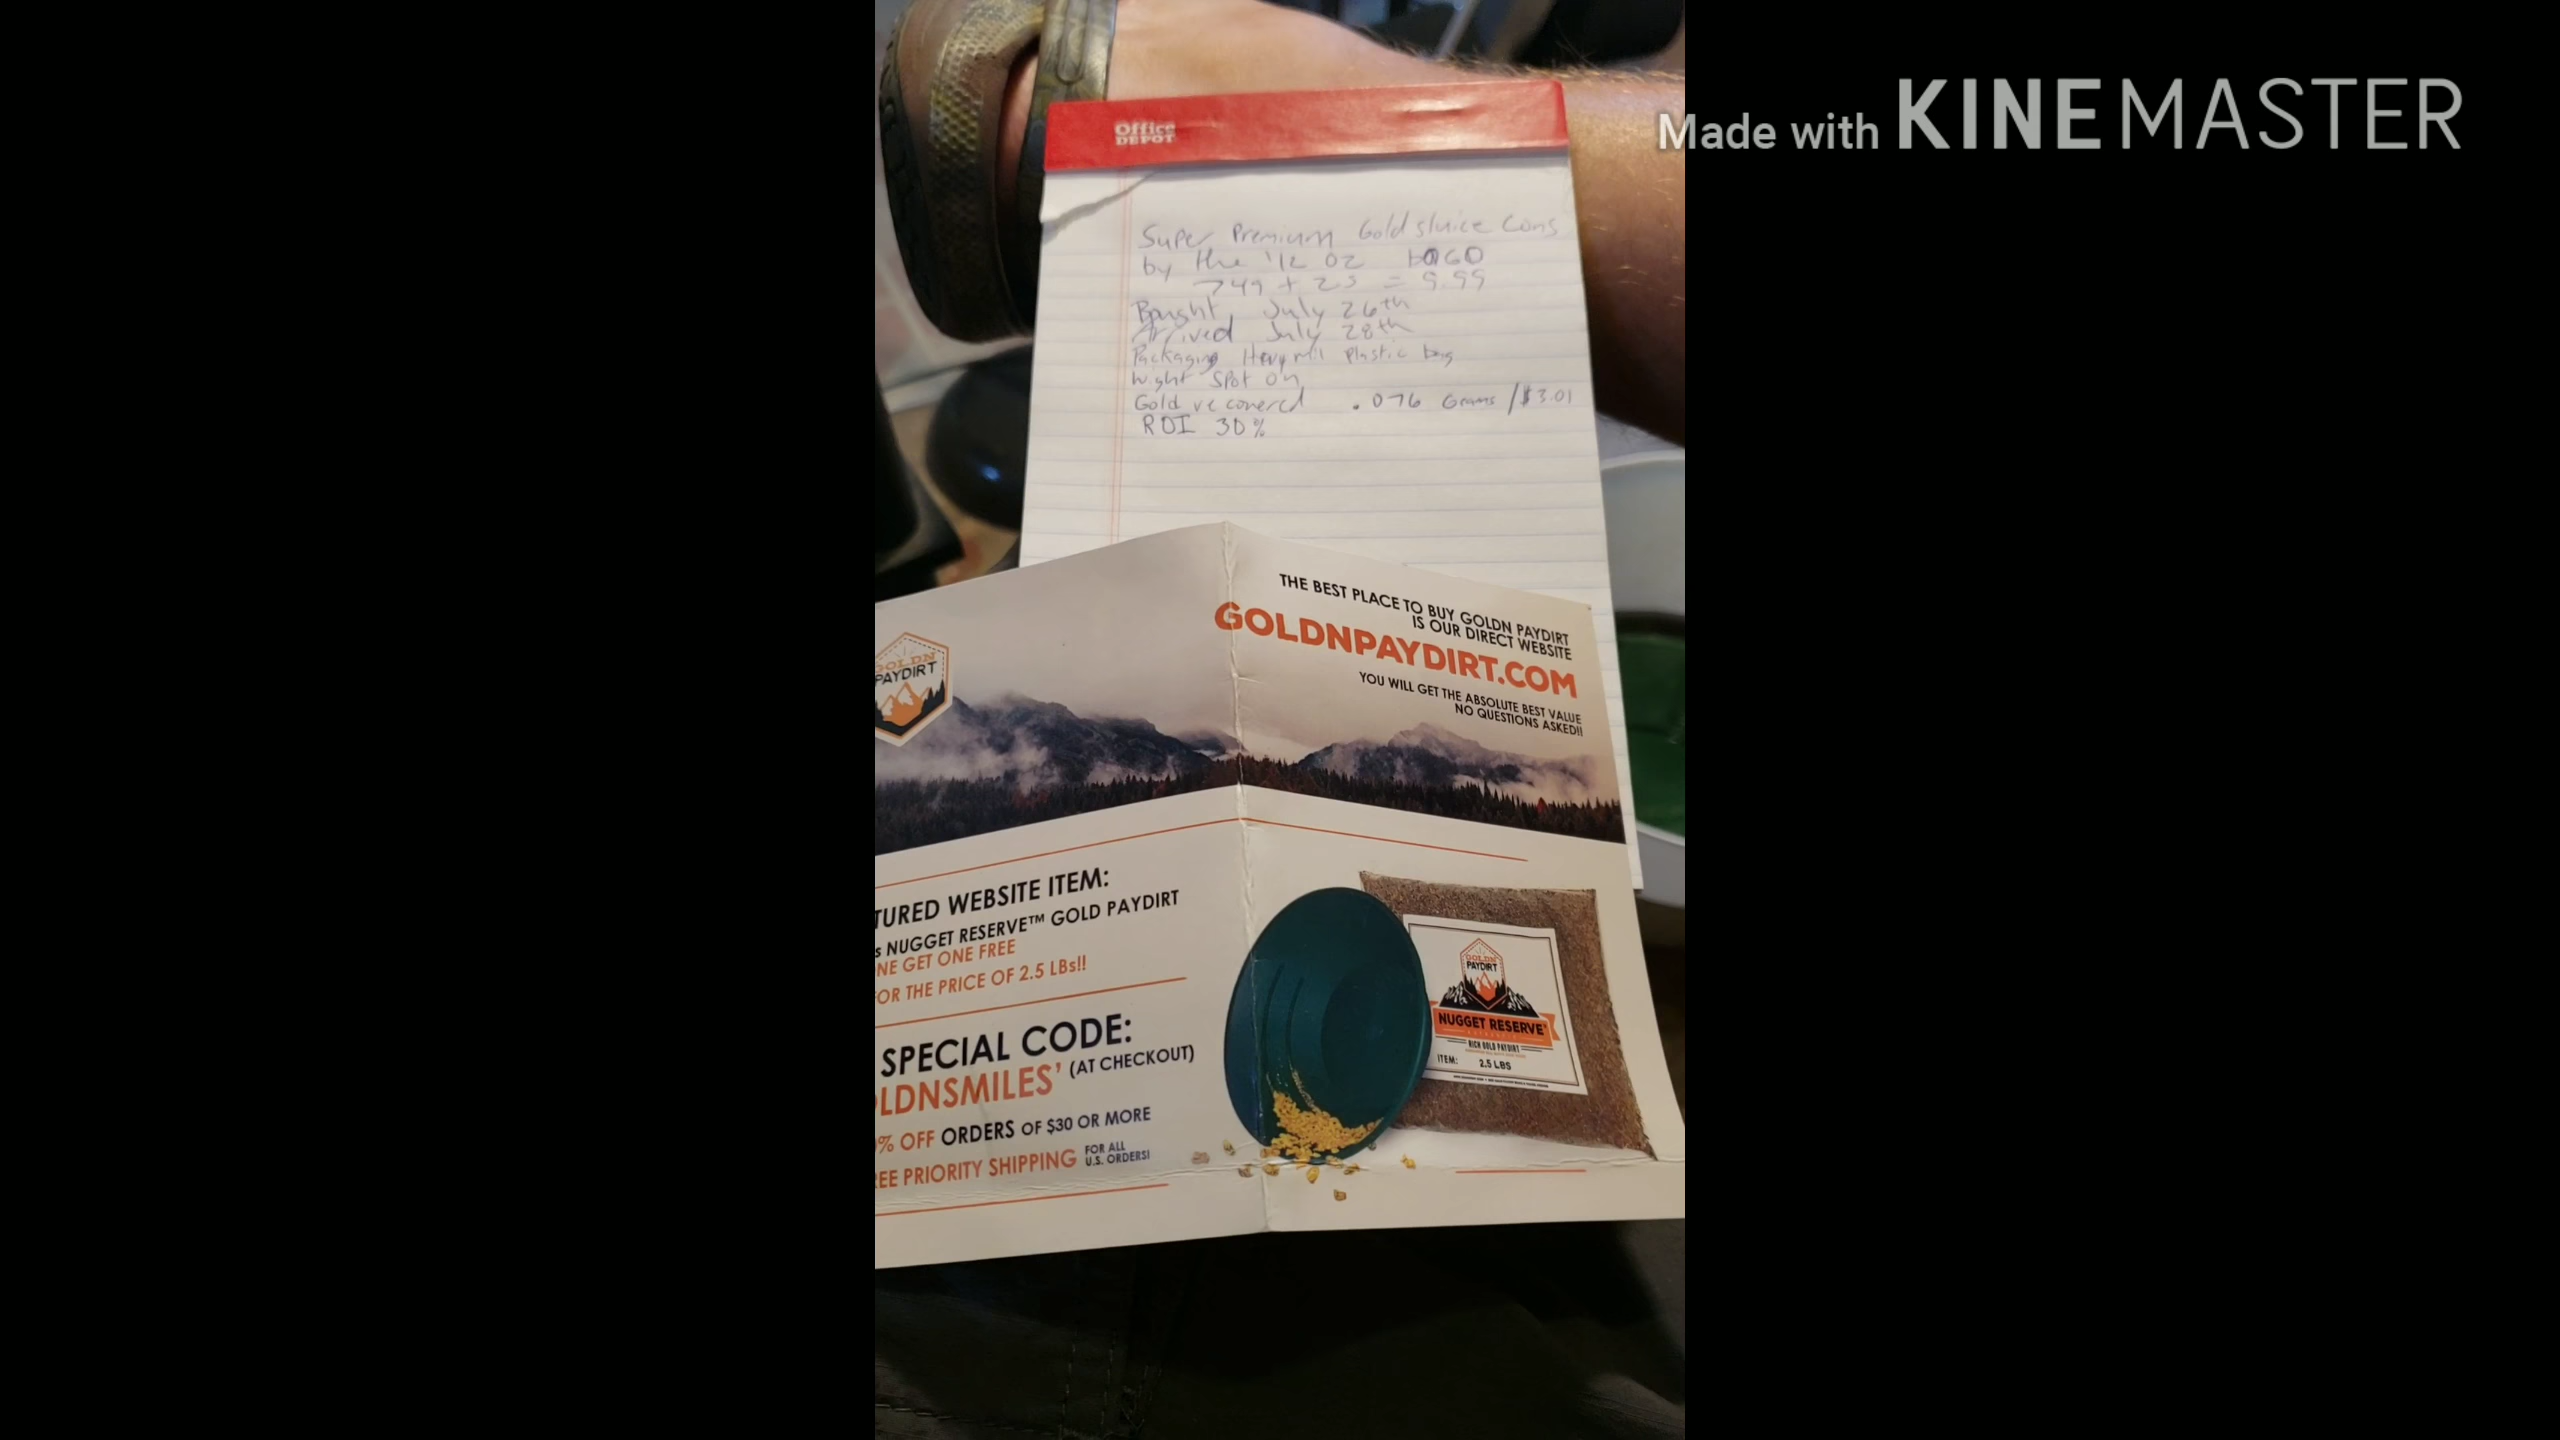 Made with KINEMASTER
Office
DEPOT
Super Premium Gold sluice Cons
by the 1/2 oz bOGO
749 + 2.5 = 9.99
Bought July 26th
Arrived July 28th
Packaging Hevy mil Plastic bag
Wight Spot On
Gold recovered .076 Grams / $3.01
ROI 30%
THE BEST PLACE TO BUY GOLDN PAYDIRT
IS OUR DIRECT WEBSITE
GOLDNPAYDIRT.COM
YOU WILL GET THE ABSOLUTE BEST VALUE
NO QUESTIONS ASKED!!
GOLDN
PAYDIRT
TURED WEBSITE ITEM:
s NUGGET RESERVE™ GOLD PAYDIRT
NE GET ONE FREE
OR THE PRICE OF 2.5 LBs!!
SPECIAL CODE:
LDNSMILES' (AT CHECKOUT)
% OFF ORDERS OF $30 OR MORE
EE PRIORITY SHIPPING FOR ALL
U.S. ORDERS!
GOLDN
PAYDIRT
NUGGET RESERVE
RICH GOLD PAYDIRT
ITEM: 2.5 LBS